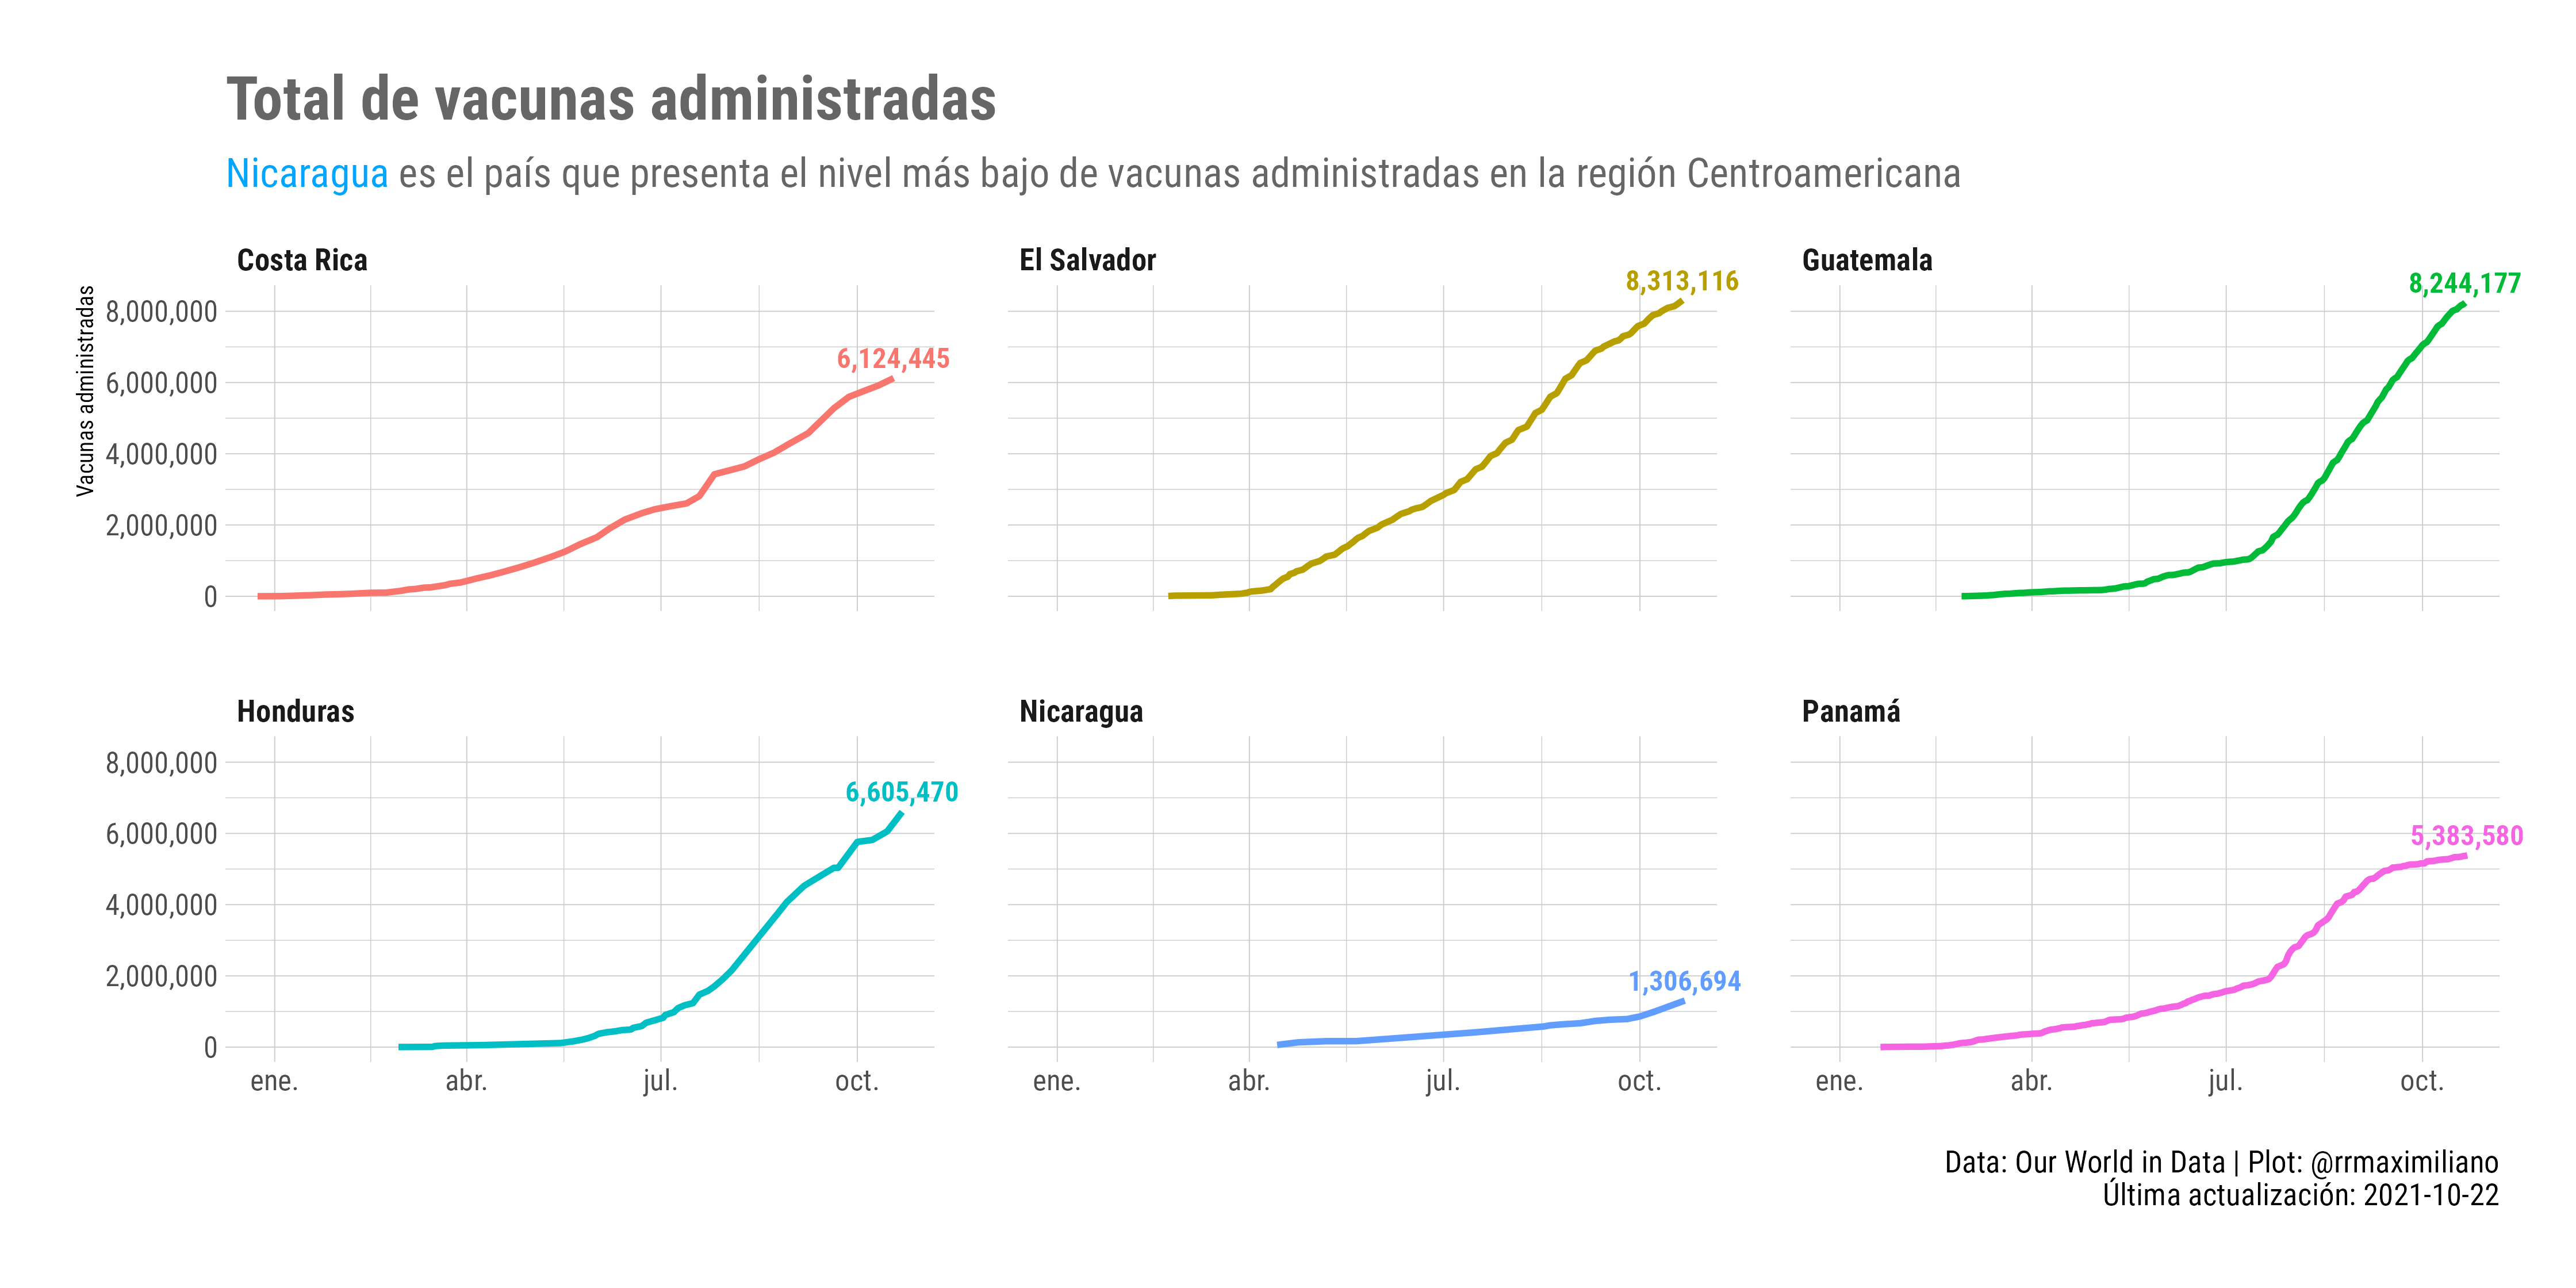 Total de vacunas administradas
Nicaragua es el país que presenta el nivel más bajo de vacunas administradas en la región Centroamericana
Costa Rica
El Salvador
Guatemala
Vacunas administradas
8,000,000
6,000,000
4,000,000
2,000,000
0
6,124,445
8,313,116
8,244,177
Honduras
Nicaragua
Panamá
8,000,000
6,000,000
4,000,000
2,000,000
0
6,605,470
1,306,694
5,383,580
ene. abr. jul. oct.
ene. abr. jul. oct.
ene. abr. jul. oct.
Data: Our World in Data | Plot: @rrmaximiliano
Última actualización: 2021-10-22